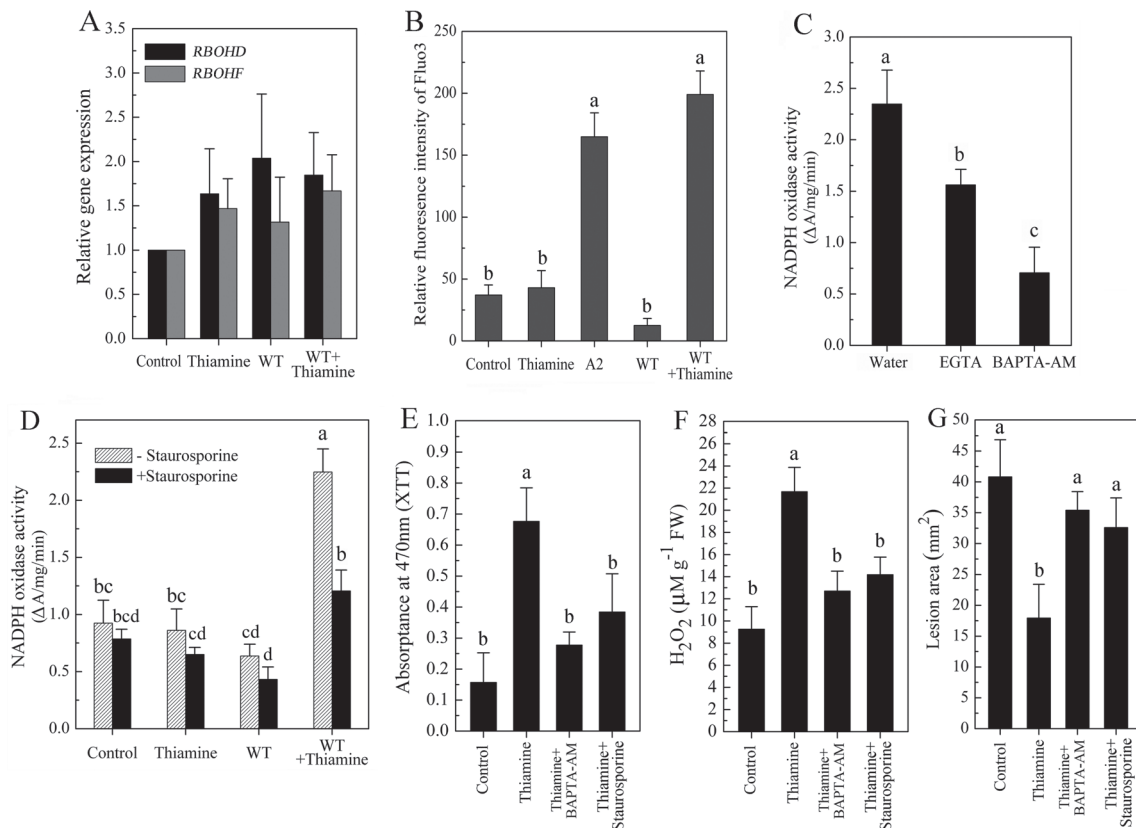 A
RBOHD
RBOHF
Relative gene expression
3.5
3.0
2.5
2.0
1.5
1.0
0.5
0.0
Control Thiamine WT WT+
Thiamine
B
Relative fluoresence intensity of Fluo3
250
200
150
100
50
0
b b a b a
Control Thiamine A2 WT WT
+Thiamine
C
NADPH oxidase activity
(ΔA/mg/min)
3.0
2.5
2.0
1.5
1.0
0.5
0.0
a b c
Water EGTA BAPTA-AM
D
- Staurosporine
+Staurosporine
NADPH oxidase activity
(ΔA/mg/min)
2.5
2.0
1.5
1.0
0.5
0.0
bc bcd bc cd cd d a b
Control Thiamine WT WT
+Thiamine
E
Absorptance at 470nm (XTT)
1.0
0.9
0.8
0.7
0.6
0.5
0.4
0.3
0.2
0.1
0.0
b a b b
Control
Thiamine
Thiamine+
BAPTA-AM
Thiamine+
Staurosporine
F
H2O2 (μM g-1 FW)
28
26
24
22
20
18
16
14
12
10
8
6
4
2
0
b a b b
Control
Thiamine
Thiamine+
BAPTA-AM
Thiamine+
Staurosporine
G
Lesion area (mm2)
50
45
40
35
30
25
20
15
10
5
0
a b a a
Control
Thiamine
Thiamine+
BAPTA-AM
Thiamine+
Staurosporine